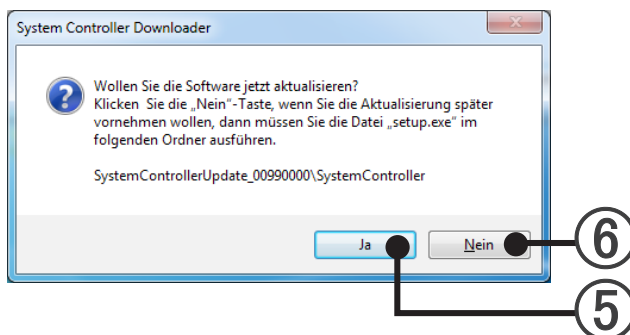 System Controller Downloader
Wollen Sie die Software jetzt aktualisieren?
Klicken  Sie die „Nein"-Taste, wenn Sie die Aktualisierung später
vornehmen wollen, dann müssen Sie die Datei „setup.exe" im
folgenden Ordner ausführen.
SystemControllerUpdate_00990000\SystemController
Ja
Nein
6
5